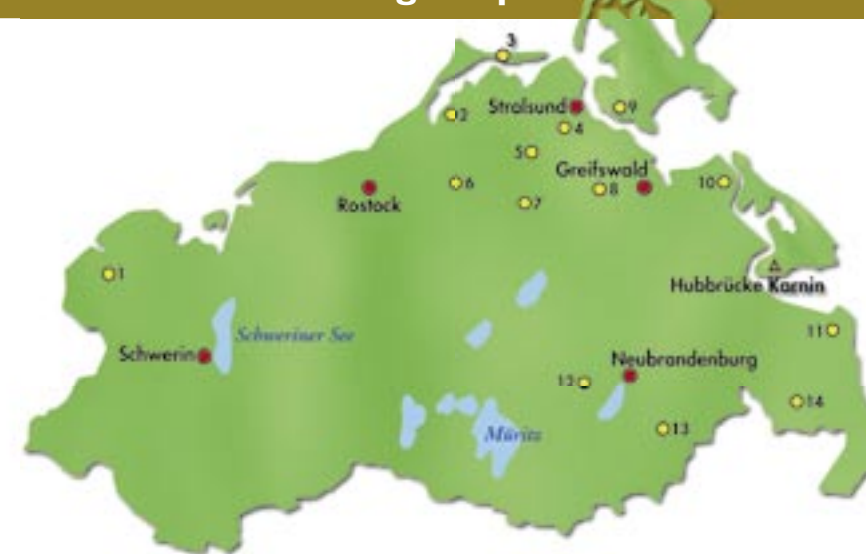 3
Stralsund
2
9
4
5
Greifswald
6
8
10
7
Rostock
1
Hubbrücke Karnin
Schweriner See
11
Schwerin
Neubrandenburg
12
14
Müritz
13